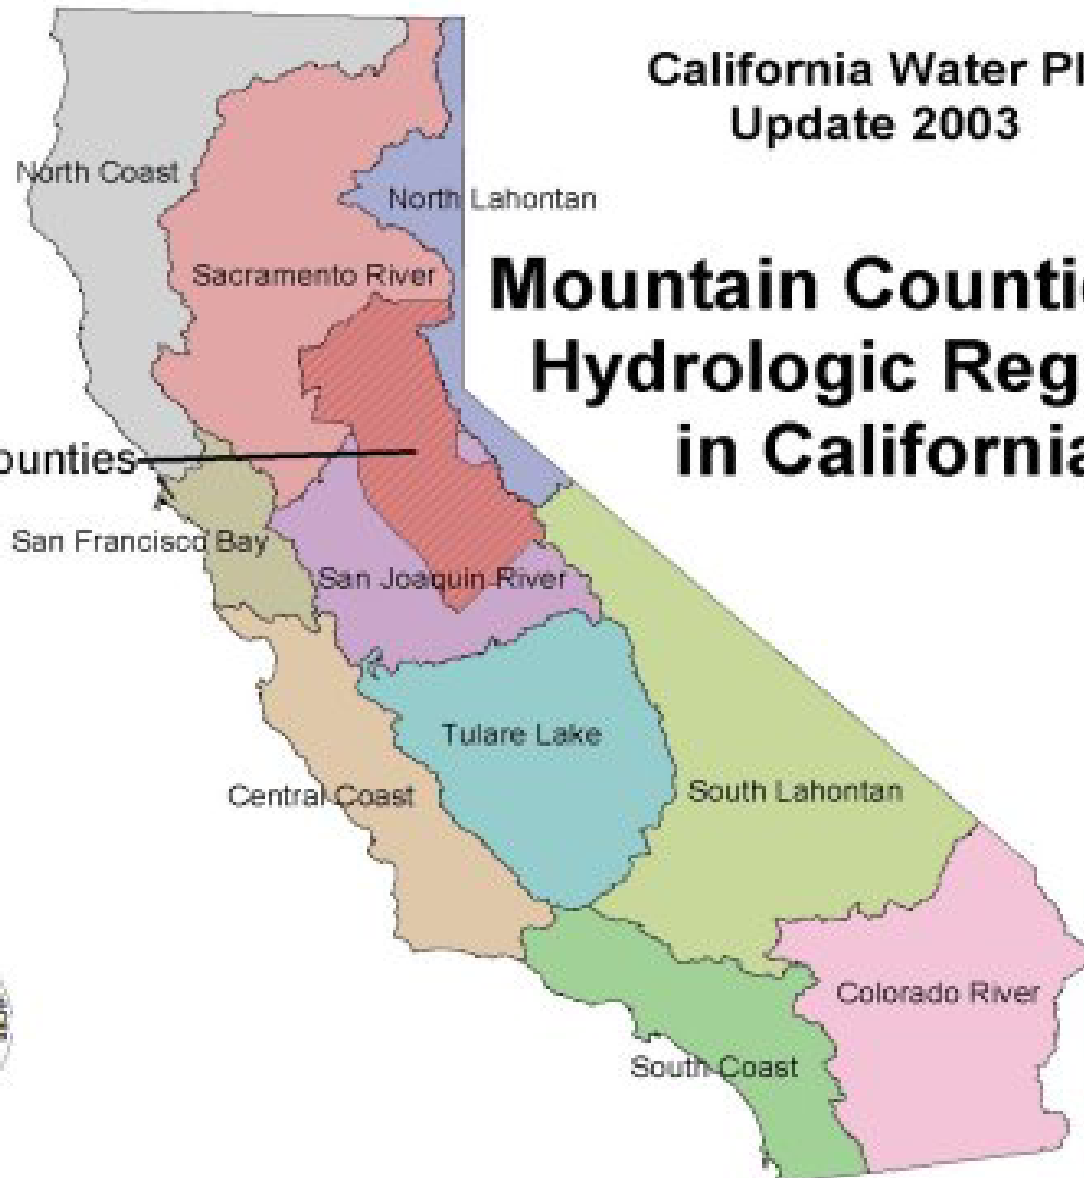 California Water Pl
Update 2003
North Coast
North Lahontan
Sacramento River
Mountain Counti
Hydrologic Reg
in California
ounties
San Francisco Bay
San Joaquin River
Tulare Lake
Central Coast
South Lahontan
Colorado River
South Coast